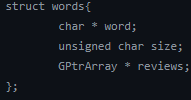 struct words{
char * word;
unsigned char size;
GPtrArray * reviews;
};